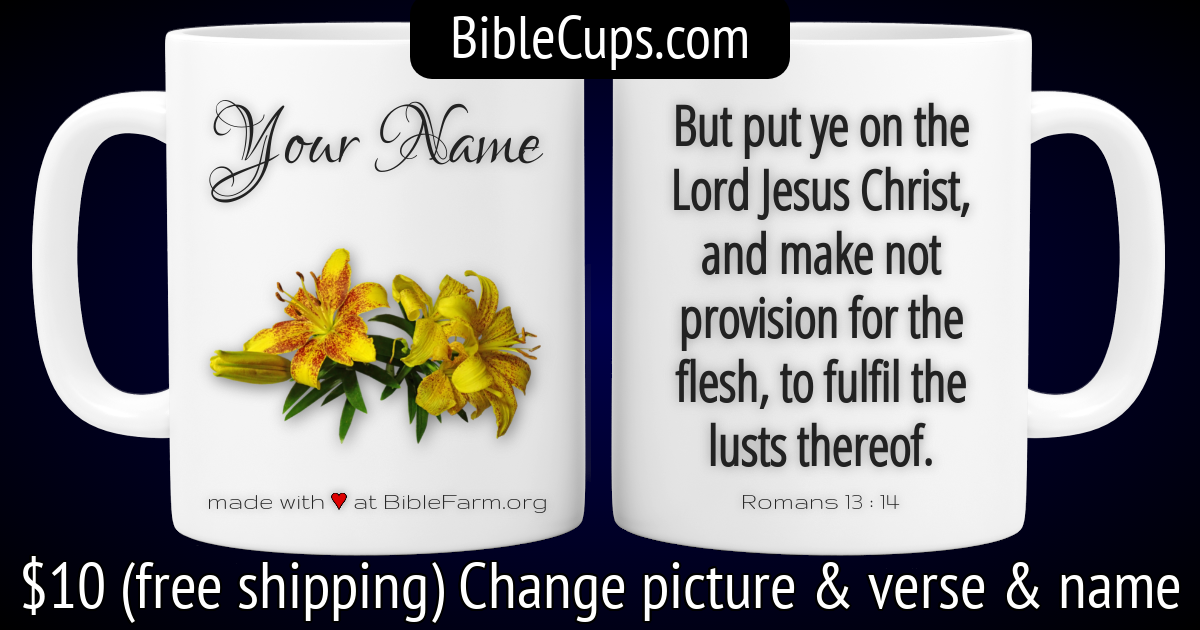 BibleCups.com
Your Name
made with ♥ at BibleFarm.org
But put ye on the
Lord Jesus Christ,
and make not
provision for the
flesh, to fulfil the
lusts thereof.
Romans 13 : 14
$10 (free shipping) Change picture & verse & name